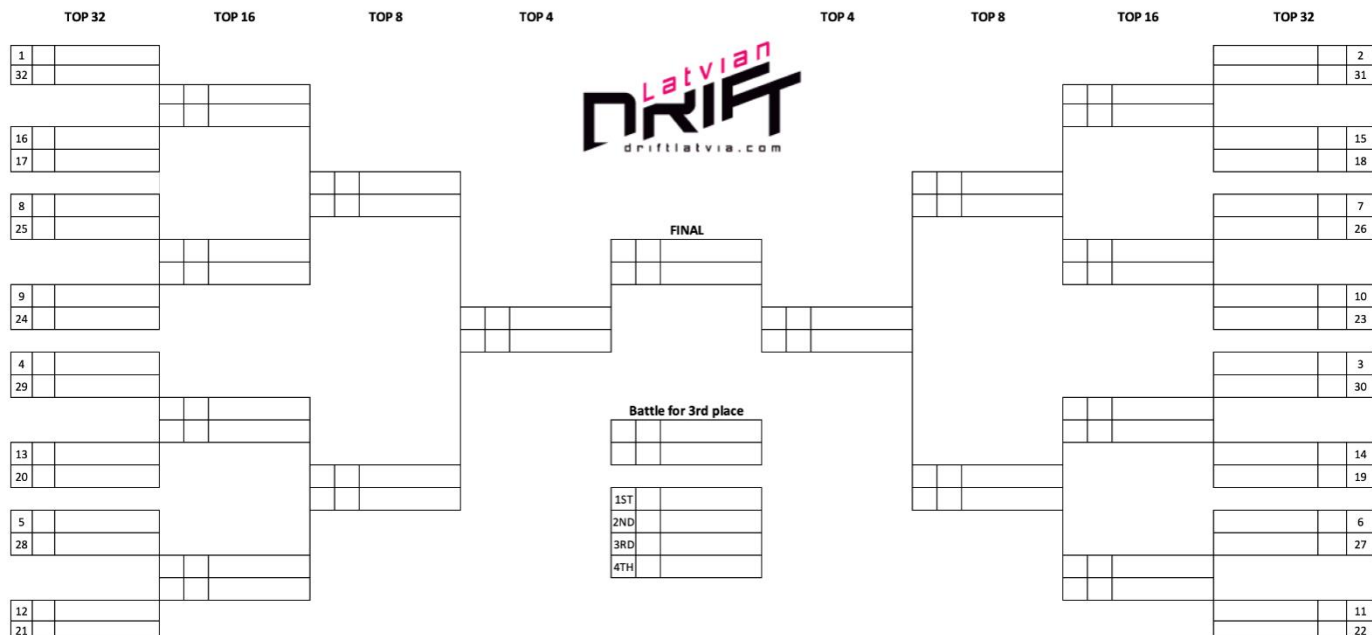 TOP 32 TOP 16 TOP 8 TOP 4 TOP 4 TOP 8 TOP 16 TOP 32
Latvian
DRIFT
driftlatvia.com
1 2
32 31
16 15
17 18
8 7
25 26
FINAL
9 10
24 23
4 3
29 30
Battle for 3rd place
13 14
20 19
1ST
5 2ND 6
28 3RD 27
4TH
12 11
21 22